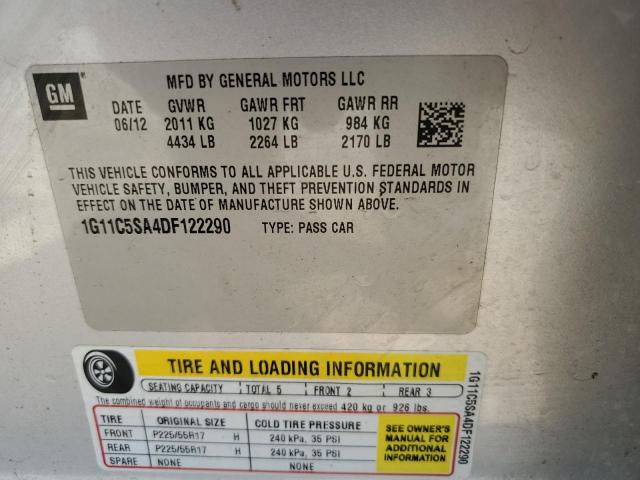 GM
MFD BY GENERAL MOTORS LLC
DATE GVWR GAWR FRT GAWR RR
06/12 2011 KG 1027 KG 984 KG
4434 LB 2264 LB 2170 LB
THIS VEHICLE CONFORMS TO ALL APPLICABLE U.S. FEDERAL MOTOR
VEHICLE SAFETY, BUMPER, AND THEFT PREVENTION STANDARDS IN
EFFECT ON THE DATE OF MANUFACTURE SHOWN ABOVE.
1G11C5SA4DF122290 TYPE: PASS CAR
TIRE AND LOADING INFORMATION
SEATING CAPACITY TOTAL 5 FRONT 2 REAR 3
The combined weight of occupants and cargo should never exceed 420 kg or 926 lbs.
TIRE ORIGINAL SIZE COLD TIRE PRESSURE
FRONT P225/55R17 H 240 kPa, 35 PSI
REAR P225/55R17 H 240 kPa, 35 PSI
SPARE NONE NONE
SEE OWNER'S
MANUAL FOR
ADDITIONAL
INFORMATION
1G11C5SA4DF122290